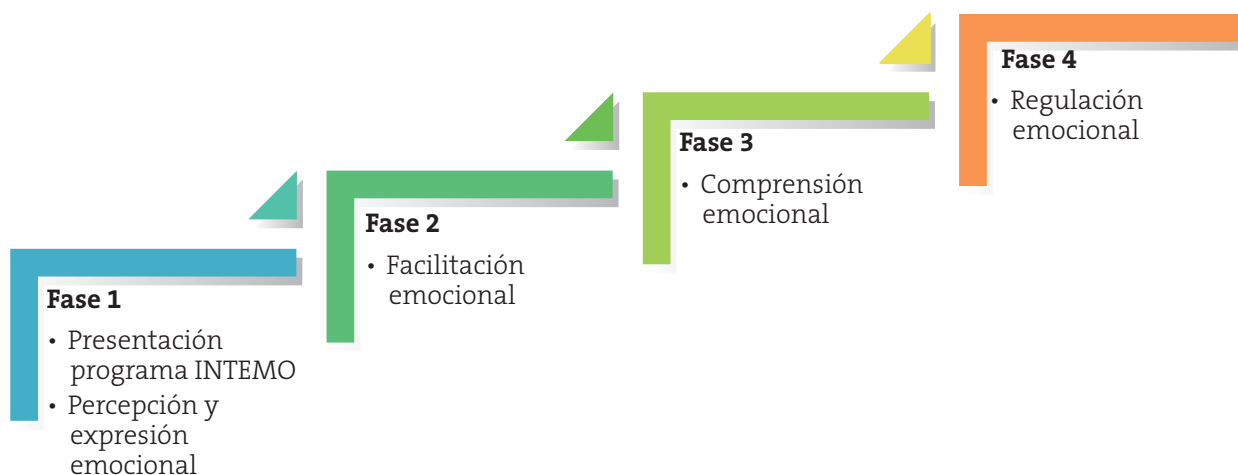 Fase 1
• Presentación
programa INTEMO
• Percepción y
expresión
emocional
Fase 2
• Facilitación
emocional
Fase 3
• Comprensión
emocional
Fase 4
• Regulación
emocional